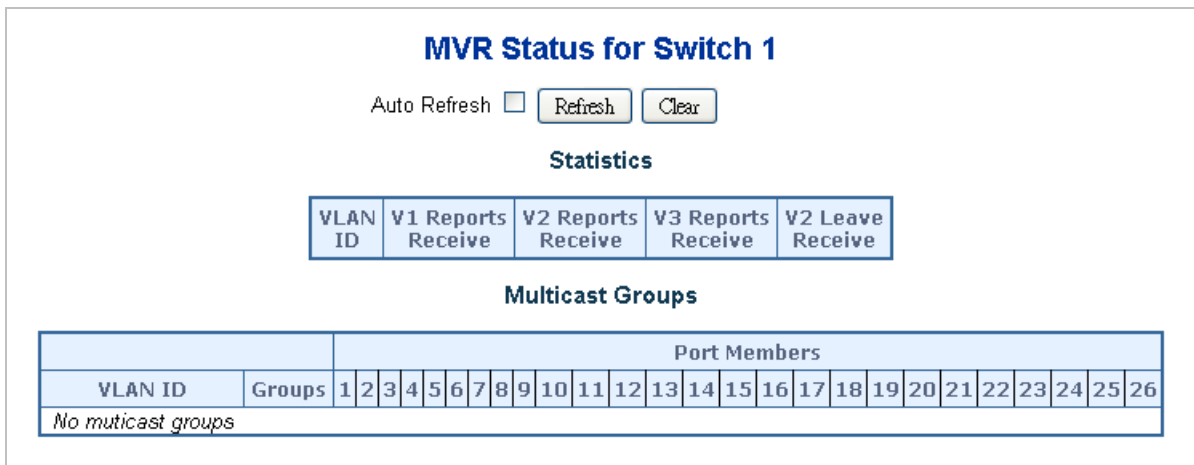 MVR Status for Switch 1
Auto Refresh Refresh Clear
Statistics
VLAN ID V1 Reports Receive V2 Reports Receive V3 Reports Receive V2 Leave Receive
Multicast Groups
Port Members
VLAN ID Groups 1 2 3 4 5 6 7 8 9 10 11 12 13 14 15 16 17 18 19 20 21 22 23 24 25 26
No muticast groups